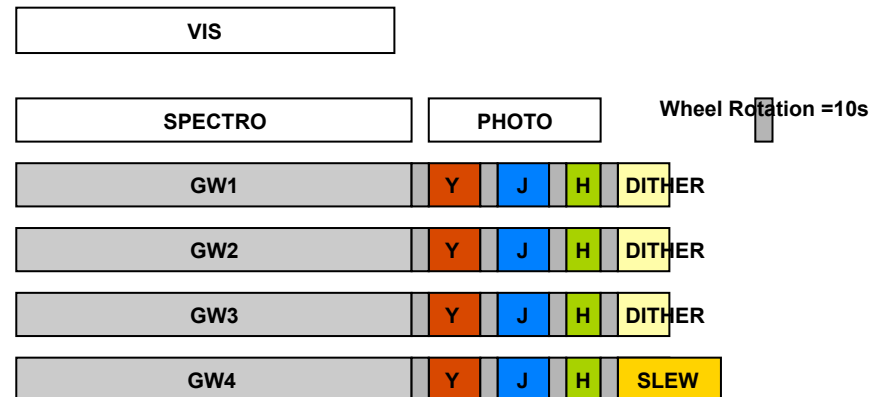 VIS
SPECTRO PHOTO Wheel Rotation =10s
GW1 Y J H DITHER
GW2 Y J H DITHER
GW3 Y J H DITHER
GW4 Y J H SLEW